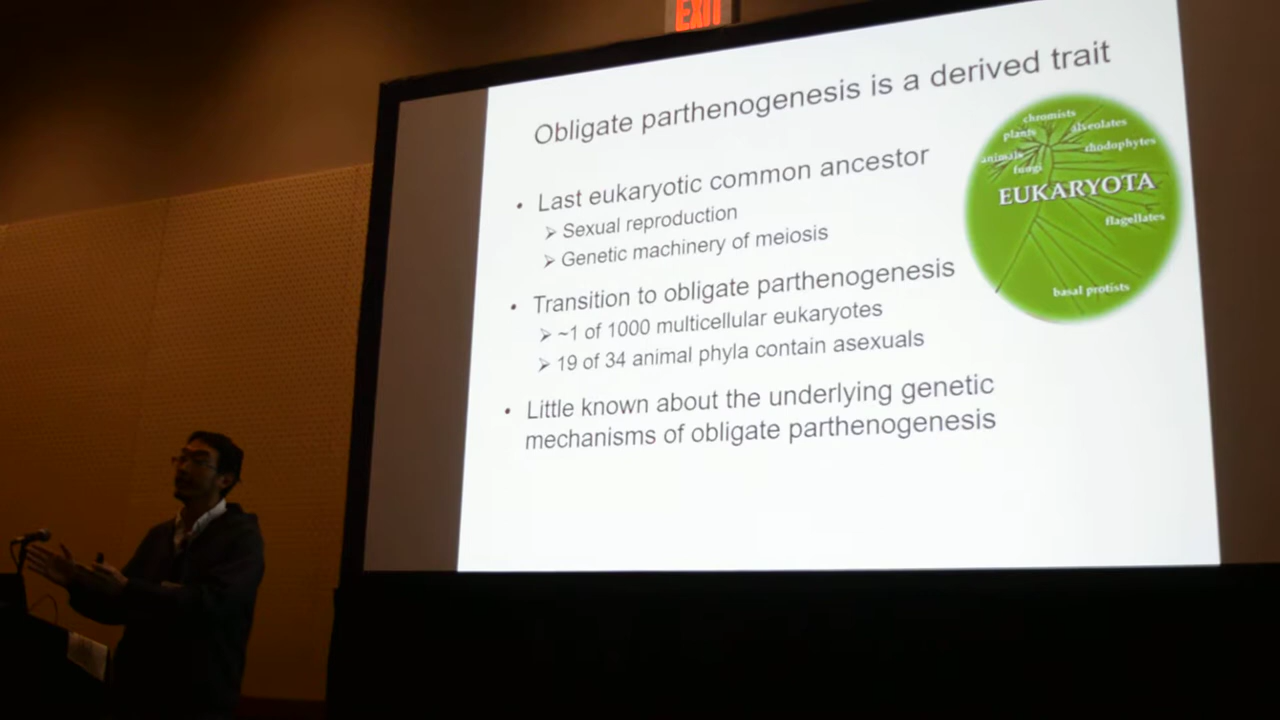 EXIT
Obligate parthenogenesis is a derived trait
• Last eukaryotic common ancestor
➢ Sexual reproduction
➢ Genetic machinery of meiosis
• Transition to obligate parthenogenesis
➢ ~1 of 1000 multicellular eukaryotes
➢ 19 of 34 animal phyla contain asexuals
• Little known about the underlying genetic
mechanisms of obligate parthenogenesis
chromists
plants
alveolates
animals
rhodophytes
fungi
EUKARYOTA
flagellates
basal protists